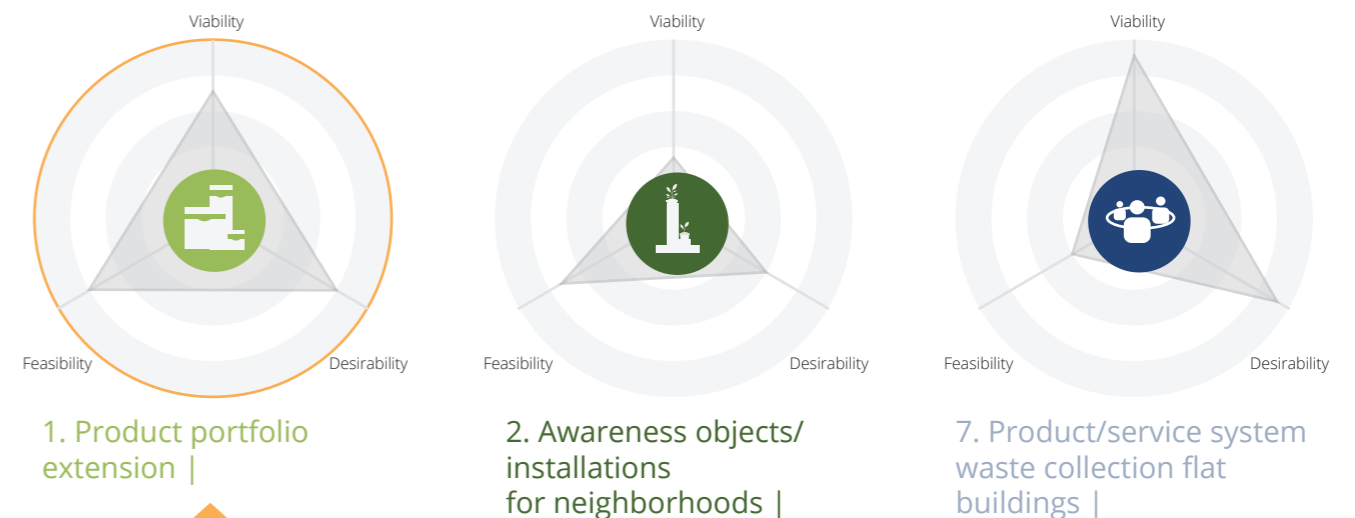 Viability
Feasibility
Desirability
1. Product portfolio
extension |
Viability
Feasibility
Desirability
2. Awareness objects/
installations
for neighborhoods |
Viability
Feasibility
Desirability
7. Product/service system
waste collection flat
buildings |